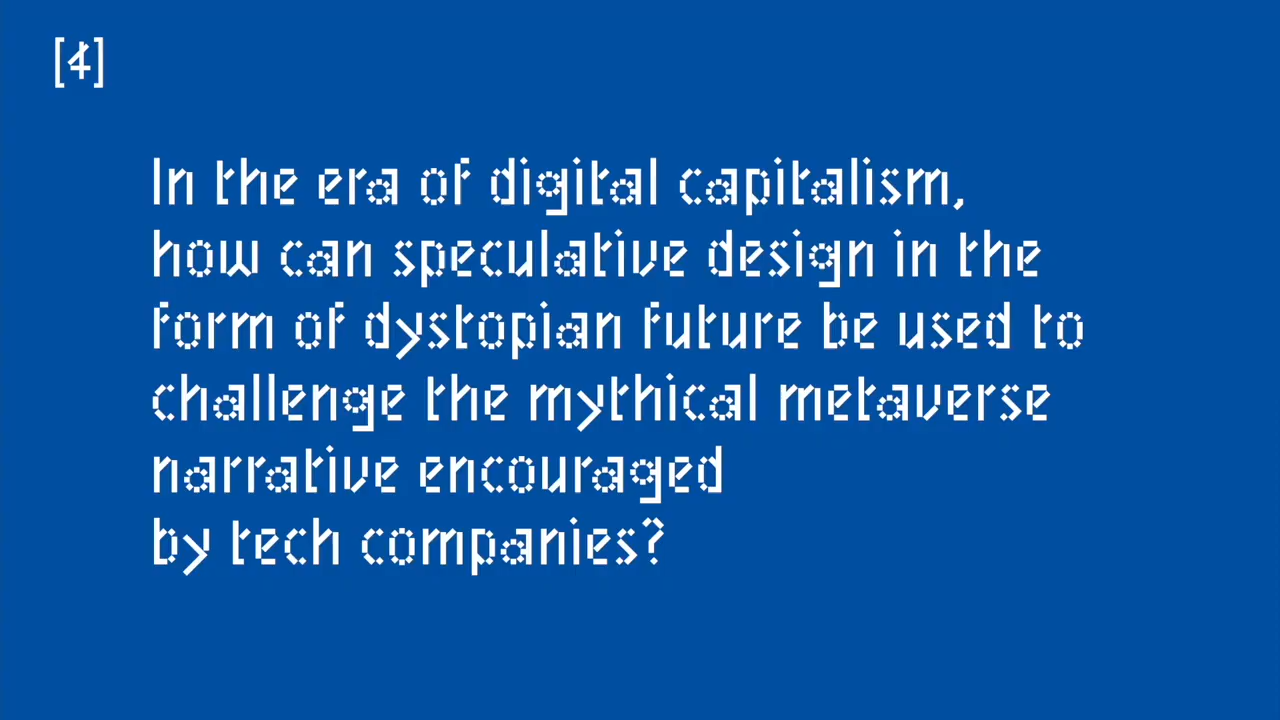 [4]
In the era of digital capitalism,
how can speculative design in the
form of dystopian future be used to
challenge the mythical metaverse
narrative encouraged
by tech companies?